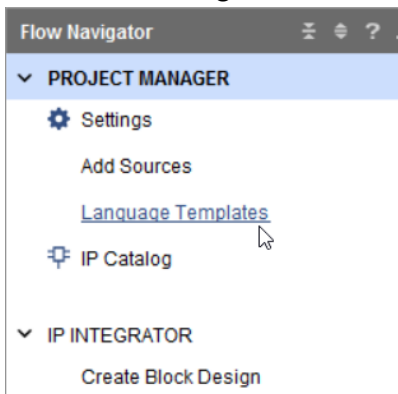 Flow Navigator ?
PROJECT MANAGER
Settings
Add Sources
Language Templates
IP Catalog
IP INTEGRATOR
Create Block Design